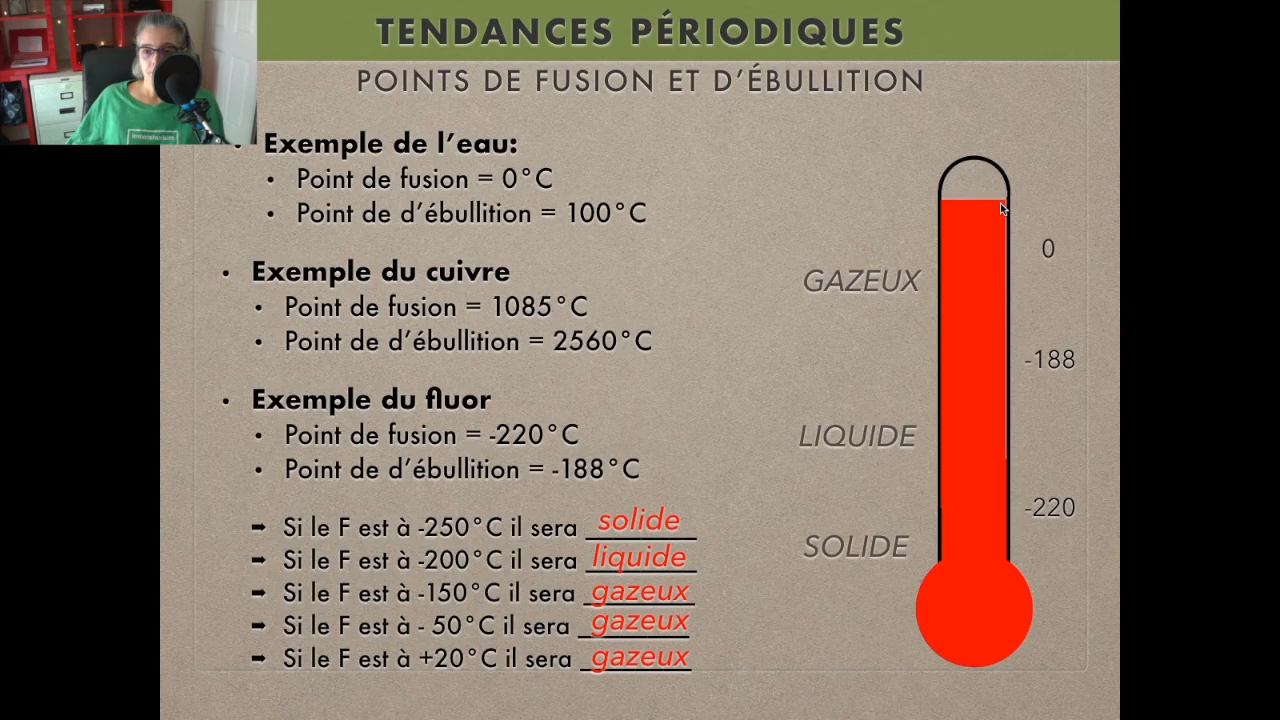 TENDANCES PÉRIODIQUES
POINTS DE FUSION ET D'ÉBULLITION
• Exemple de l'eau:
• Point de fusion = 0°C
• Point de d'ébullition = 100°C
• Exemple du cuivre
• Point de fusion = 1085°C
• Point de d'ébullition = 2560°C
• Exemple du fluor
• Point de fusion = -220°C
• Point de d'ébullition = -188°C
➡ Si le F est à -250°C il sera solide
➡ Si le F est à -200°C il sera liquide
➡ Si le F est à -150°C il sera gazeux
➡ Si le F est à - 50°C il sera gazeux
➡ Si le F est à +20°C il sera gazeux
0
GAZEUX
-188
LIQUIDE
-220
SOLIDE